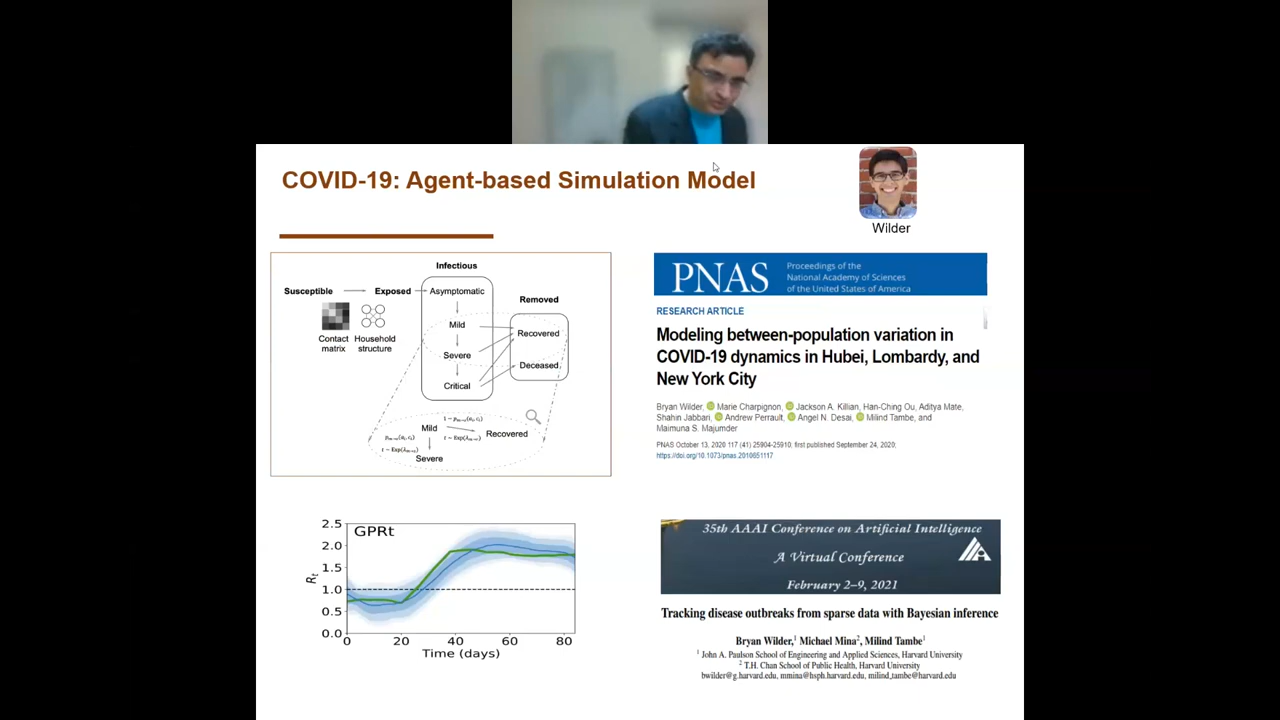 COVID-19: Agent-based Simulation Model
Wilder
Infectious
Susceptible
Exposed
Asymptomatic
Removed
Contact
matrix
Household
structure
Mild
Severe
Critical
Recovered
Deceased
Mild
Recovered
Severe
PNAS
Proceedings of the
National Academy of Sciences
of the United States of America
RESEARCH ARTICLE
Modeling between-population variation in
COVID-19 dynamics in Hubei, Lombardy, and
New York City
Bryan Wilder, Marie Charpignon, Jackson A. Killian, Han-Ching Ou, Aditya Mate,
Shahin Jabbari, Andrew Perrault, Angel N. Desai, Milind Tambe, and
Maimuna S. Majumder
PNAS October 13, 2020 117 (41) 25904-25910; first published September 24, 2020;
https://doi.org/10.1073/pnas.2010651117
GPRt
2.5
2.0
1.5
1.0
0.5
0.0
Rt
0 20 40 60 80
Time (days)
35th AAAI Conference on Artificial Intelligence
A Virtual Conference
February 2–9, 2021
Tracking disease outbreaks from sparse data with Bayesian inference
Bryan Wilder,1 Michael Mina2, Milind Tambe1
1 John A. Paulson School of Engineering and Applied Sciences, Harvard University
2 T.H. Chan School of Public Health, Harvard University
bwilder@g.harvard.edu, mmina@hsph.harvard.edu, milind_tambe@harvard.edu